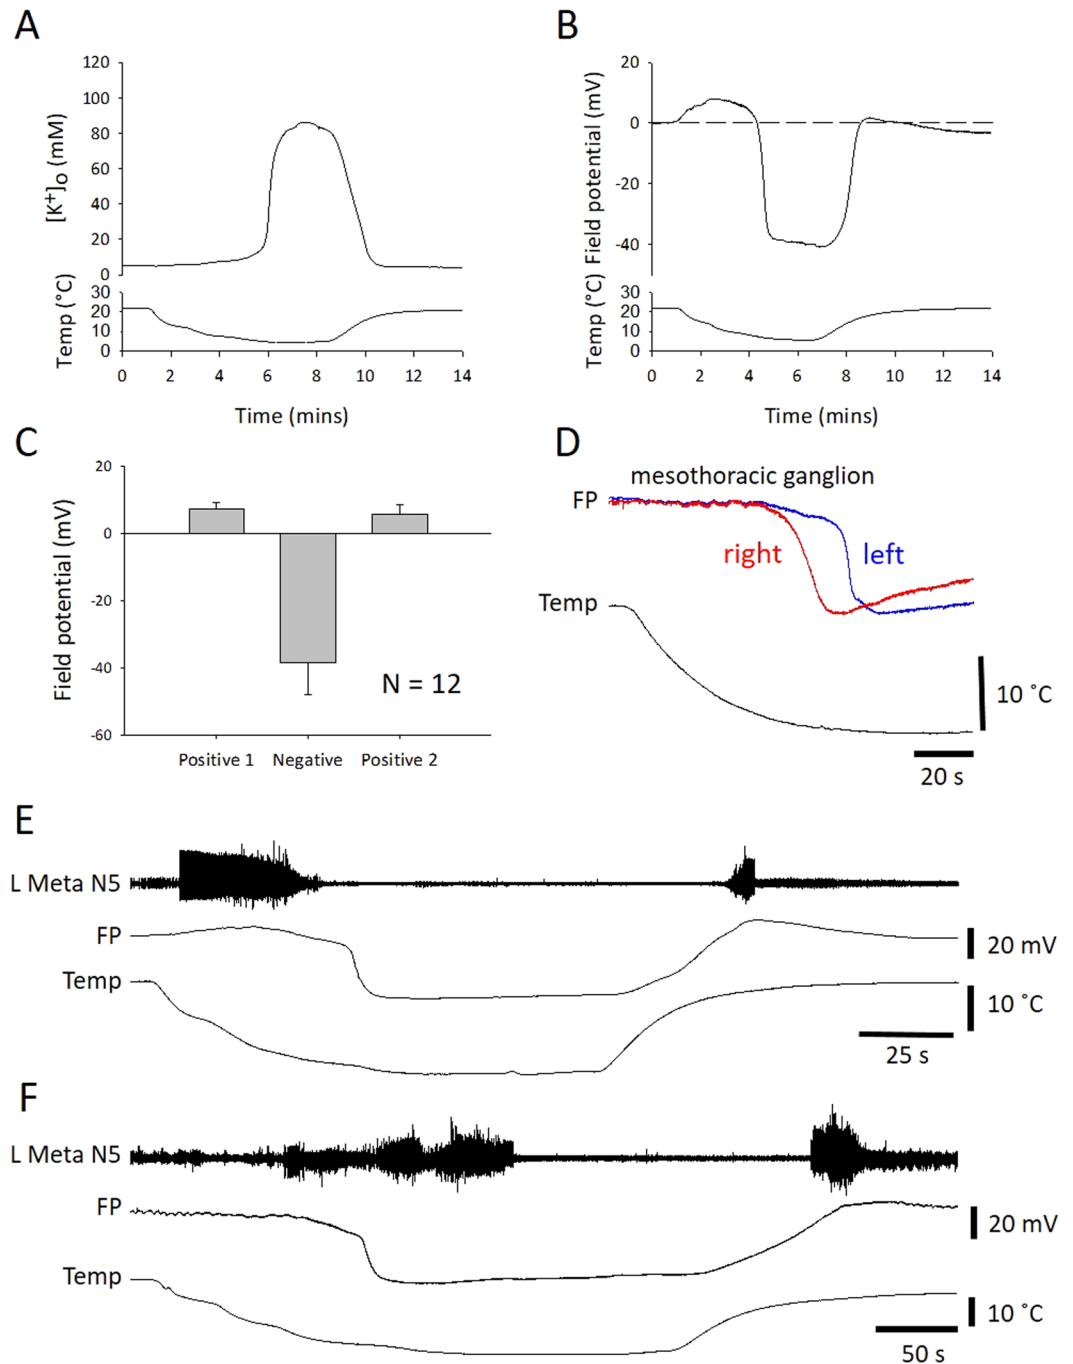 A
120
100
80
60
40
20
0
[K+]O (mM)
30
20
10
0
Temp (°C)
0 2 4 6 8 10 12 14
Time (mins)
B
20
0
-20
-40
Field potential (mV)
30
20
10
0
Temp (°C)
0 2 4 6 8 10 12 14
Time (mins)
C
20
0
-20
-40
-60
Field potential (mV)
N = 12
Positive 1 Negative Positive 2
D
mesothoracic ganglion
FP
right left
Temp
10 °C
20 s
E
L Meta N5
FP
20 mV
Temp
10 °C
25 s
F
L Meta N5
FP
20 mV
Temp
10 °C
50 s